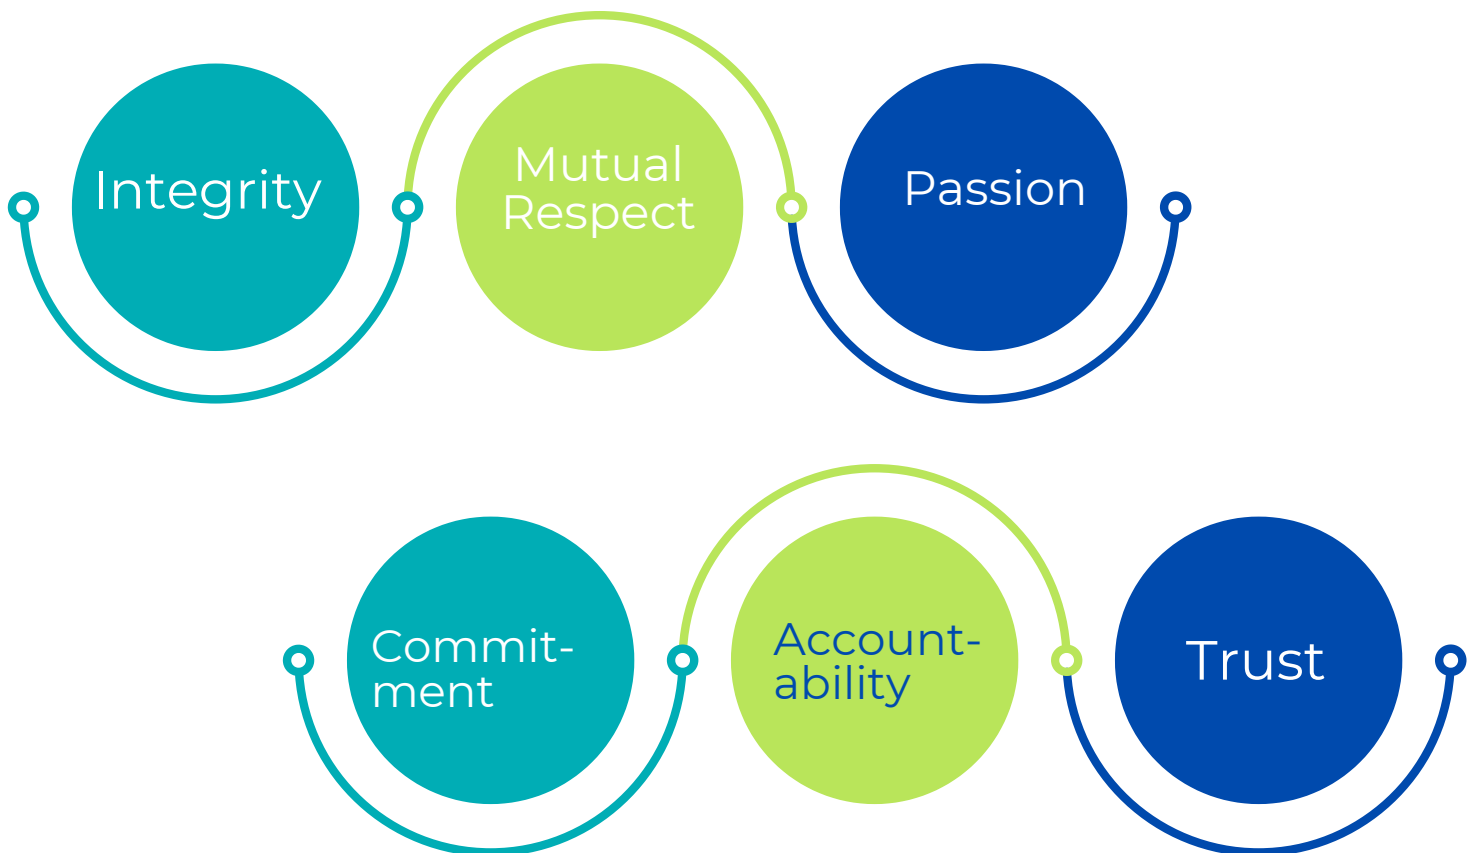 Integrity
Mutual
Respect
Passion
Commit-
ment
Account-
ability
Trust